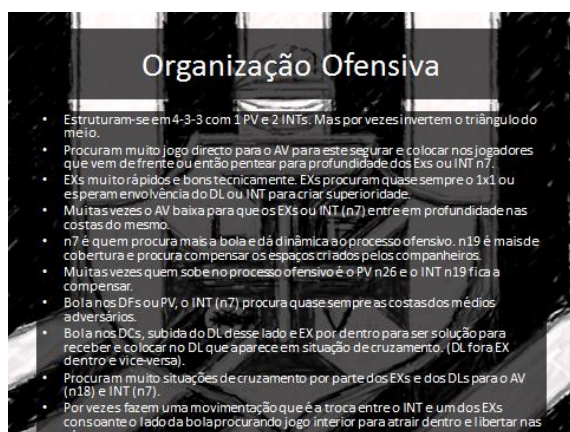 Organização Ofensiva
• Estruturam-se em 4-3-3 com 1 PV e 2 INTs. Mas por vezes invertem o triângulo do
meio.
• Procuram muito jogo directo para o AV para este segurar e colocar nos jogadores
que vem de frente ou então pentear para profundidade dos Exs ou INT n7.
• EXs muito rápidos e bons tecnicamente. EXs procuram quase sempre o 1x1 ou
esperam envolvência do DL ou INT para criar superioridade.
• Muitas vezes o AV baixa para que os EXs ou INT (n7) entre em profundidade nas
costas do mesmo.
• n7 é quem procura mais a bola e dá dinâmica ao processo ofensivo. n19 é mais de
cobertura e procura compensar os espaços criados pelos companheiros.
• Muitas vezes quem sobe no processo ofensivo é o PV n26 e o INT n19 fica a
compensar.
• Bola nos DFs ou PV, o INT (n7) procura quase sempre as costas dos médios
adversários.
• Bola nos DCs, subida do DL desse lado e EX por dentro para ser solução para
receber e colocar no DL que aparece em situação de cruzamento. (DL fora EX
dentro e vice-versa).
• Procuram muito situações de cruzamento por parte dos EXs e dos DLs para o AV
(n18) e INT (n7).
• Por vezes fazem uma movimentação que é a troca entre o INT e um dos EXs
consoante o lado da bola procurando jogo interior para atrair dentro e libertar nas